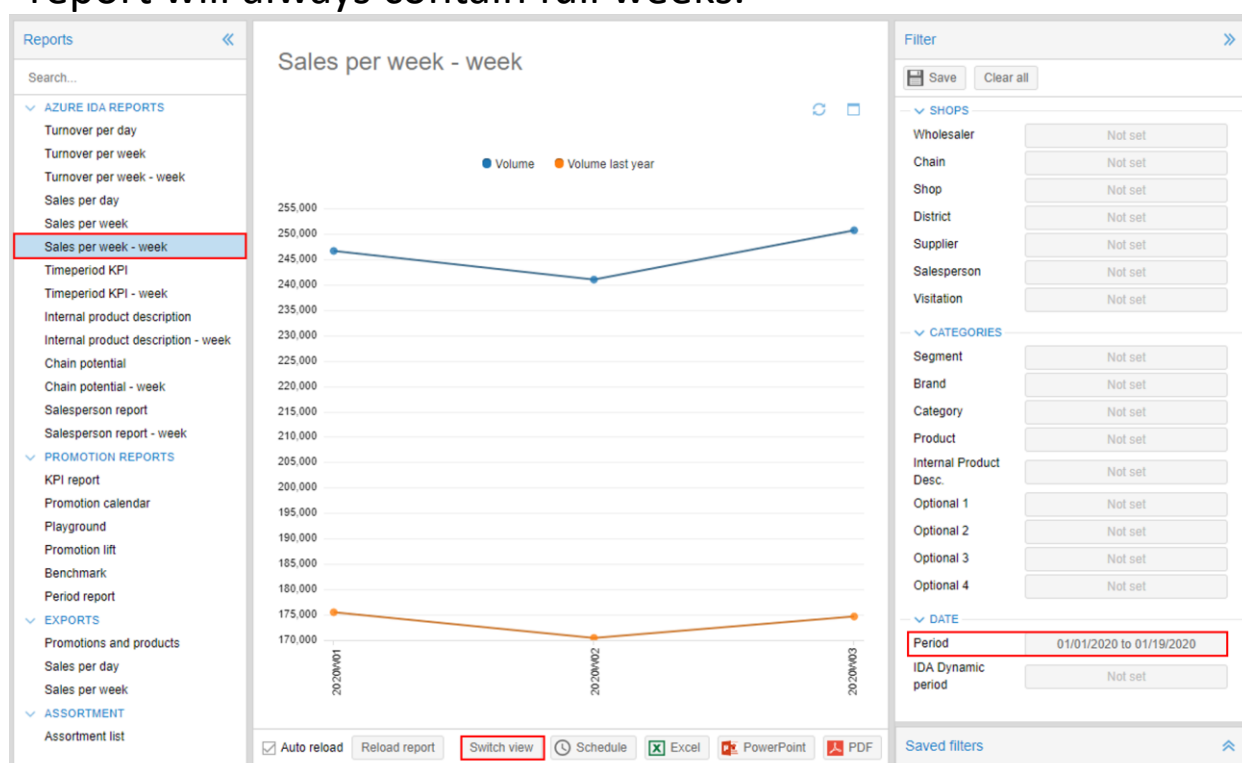 report will always contain full weeks.
Reports
Search...
AZURE IDA REPORTS
Turnover per day
Turnover per week
Turnover per week - week
Sales per day
Sales per week
Sales per week - week
Timeperiod KPI
Timeperiod KPI - week
Internal product description
Internal product description - week
Chain potential
Chain potential - week
Salesperson report
Salesperson report - week
PROMOTION REPORTS
KPI report
Promotion calendar
Playground
Promotion lift
Benchmark
Period report
EXPORTS
Promotions and products
Sales per day
Sales per week
ASSORTMENT
Assortment list
Sales per week - week
Volume Volume last year
255,000
250,000
245,000
240,000
235,000
230,000
225,000
220,000
215,000
210,000
205,000
200,000
195,000
190,000
185,000
180,000
175,000
170,000
2020W01
2020W02
2020W03
Auto reload Reload report Switch view Schedule Excel PowerPoint PDF
Filter
Save Clear all
SHOPS
Wholesaler Not set
Chain Not set
Shop Not set
District Not set
Supplier Not set
Salesperson Not set
Visitation Not set
CATEGORIES
Segment Not set
Brand Not set
Category Not set
Product Not set
Internal Product
Desc. Not set
Optional 1 Not set
Optional 2 Not set
Optional 3 Not set
Optional 4 Not set
DATE
Period 01/01/2020 to 01/19/2020
IDA Dynamic
period Not set
Saved filters